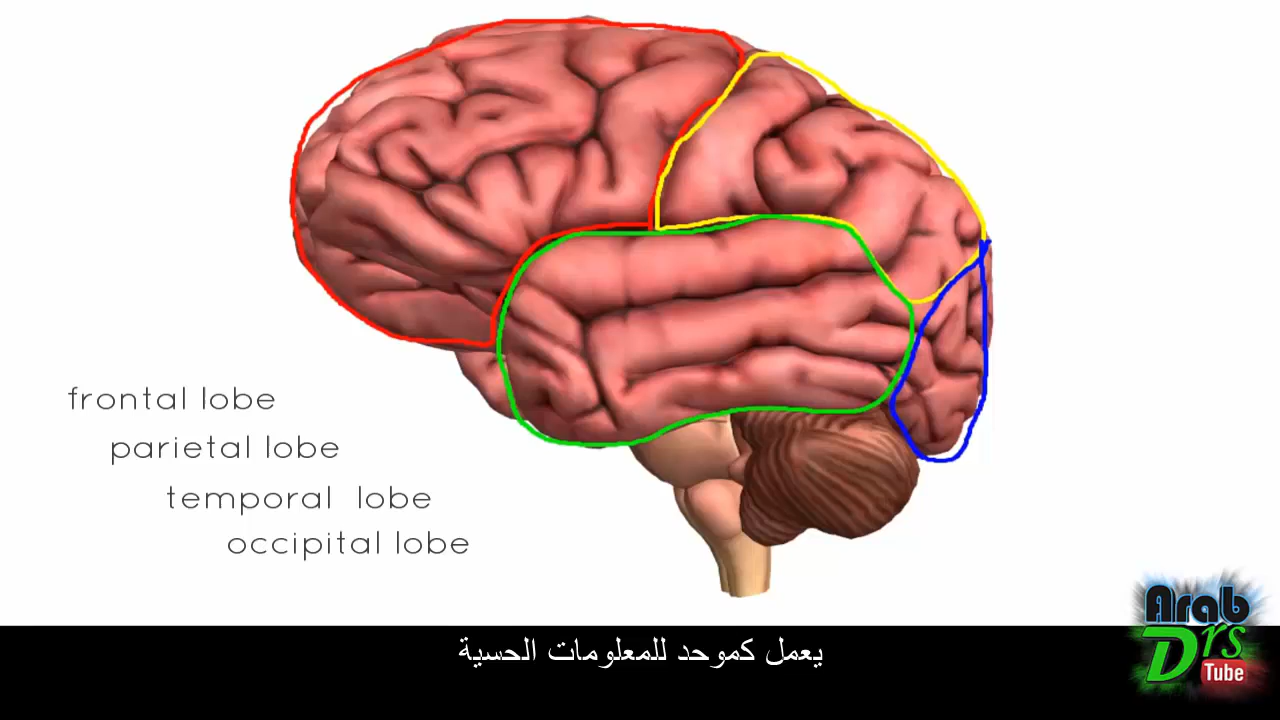 frontal lobe
parietal lobe
temporal lobe
occipital lobe
يعمل كموحد للمعلومات الحسية
Arab
Drs
Tube